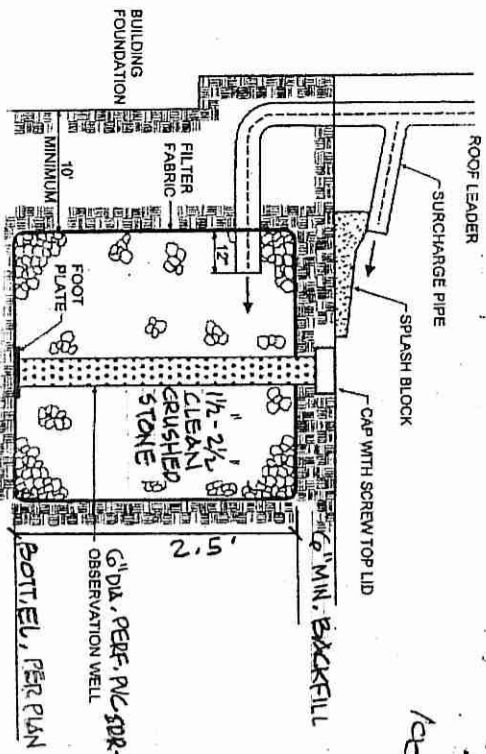 ROOF LEADER
SURCHARGE PIPE
SPLASH BLOCK
CAP WITH SCREW TOP LID
6" MIN. BACKFILL
BUILDING
FOUNDATION
10'
MINIMUM
FILTER
FABRIC
12"
FOOT
PLATE
1½ - 2½"
CLEAN
CRUSHED
STONE
2.5'
6" DIA. PERF. PVC SDR-
OBSERVATION WELL
BOTT. EL. PER PLAN